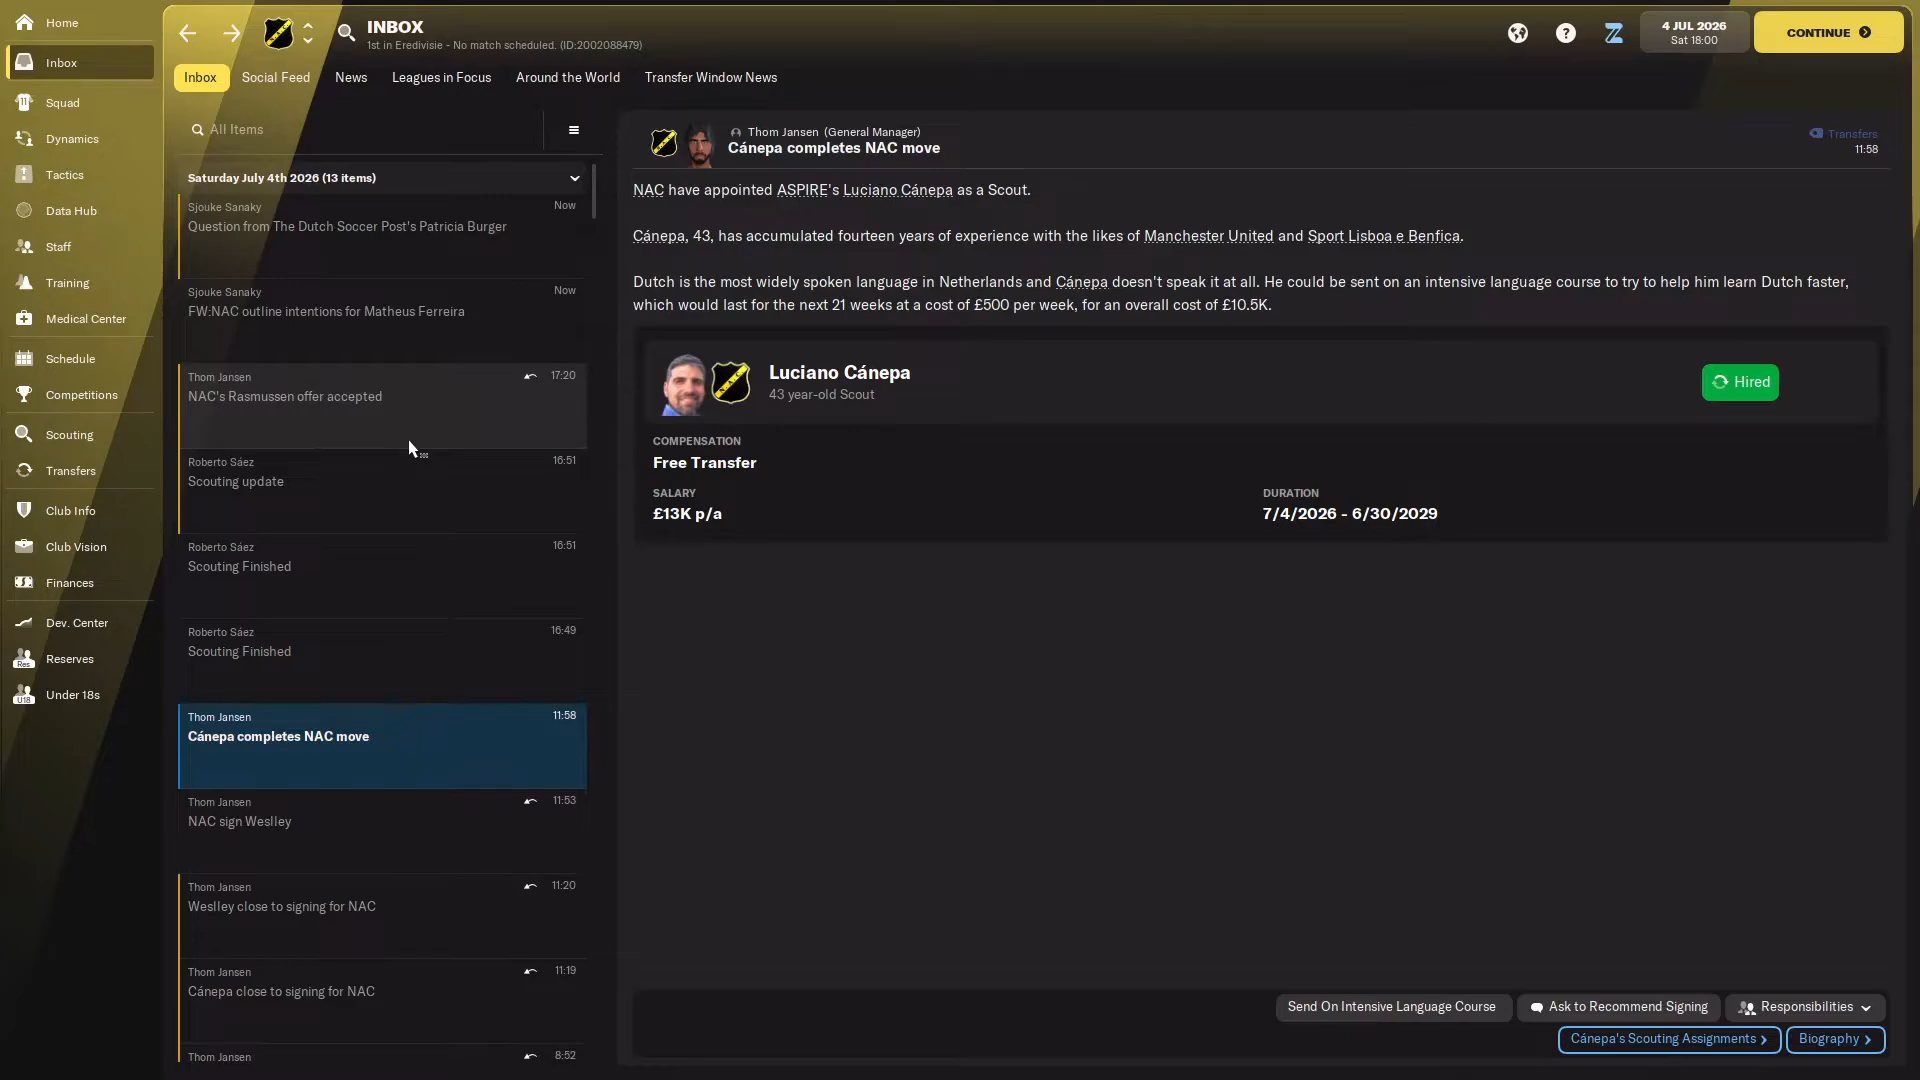 Home
Inbox
Squad
Dynamics
Tactics
Data Hub
Staff
Training
Medical Center
Schedule
Competitions
Scouting
Transfers
Club Info
Club Vision
Finances
Dev. Center
Reserves
Under 18s
INBOX
1st in Eredivisie - No match scheduled. (ID:2002088479)
4 JUL 2026
Sat 18:00
CONTINUE
Inbox
Social Feed
News
Leagues in Focus
Around the World
Transfer Window News
All Items
Saturday July 4th 2026 (13 items)
Sjouke Sanaky
Now
Question from The Dutch Soccer Post's Patricia Burger
Sjouke Sanaky
Now
FW:NAC outline intentions for Matheus Ferreira
Thom Jansen
17:20
NAC's Rasmussen offer accepted
Roberto Sáez
16:51
Scouting update
Roberto Sáez
16:51
Scouting Finished
Roberto Sáez
16:49
Scouting Finished
Thom Jansen
11:58
Cánepa completes NAC move
Thom Jansen
11:53
NAC sign Weslley
Thom Jansen
11:20
Weslley close to signing for NAC
Thom Jansen
11:19
Cánepa close to signing for NAC
Thom Jansen
8:52
Thom Jansen (General Manager)
Cánepa completes NAC move
Transfers
11:58
NAC have appointed ASPIRE's Luciano Cánepa as a Scout.
Cánepa, 43, has accumulated fourteen years of experience with the likes of Manchester United and Sport Lisboa e Benfica.
Dutch is the most widely spoken language in Netherlands and Cánepa doesn't speak it at all. He could be sent on an intensive language course to try to help him learn Dutch faster,
which would last for the next 21 weeks at a cost of £500 per week, for an overall cost of £10.5K.
Luciano Cánepa
43 year-old Scout
Hired
COMPENSATION
Free Transfer
SALARY
£13K p/a
DURATION
7/4/2026 - 6/30/2029
Send On Intensive Language Course
Ask to Recommend Signing
Responsibilities
Cánepa's Scouting Assignments
Biography